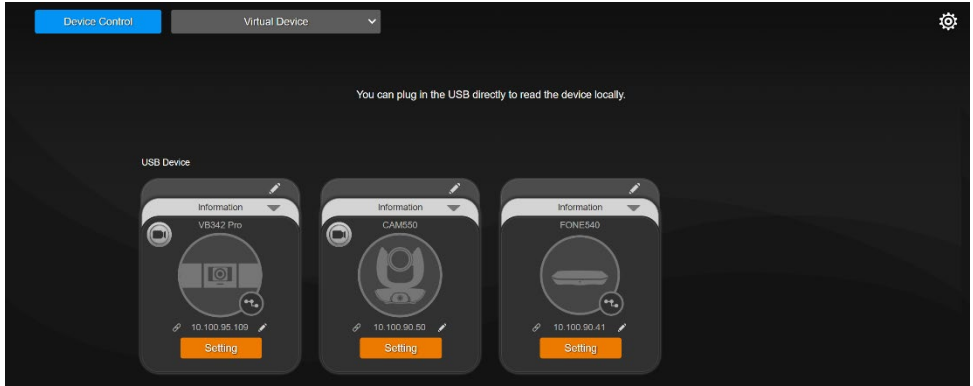 Device Control
Virtual Device
You can plug in the USB directly to read the device locally.
USB Device
Information
Information
Information
VB342 Pro
CAM550
FONE540
10.100.95.109
10.100.90.50
10.100.90.41
Setting
Setting
Setting